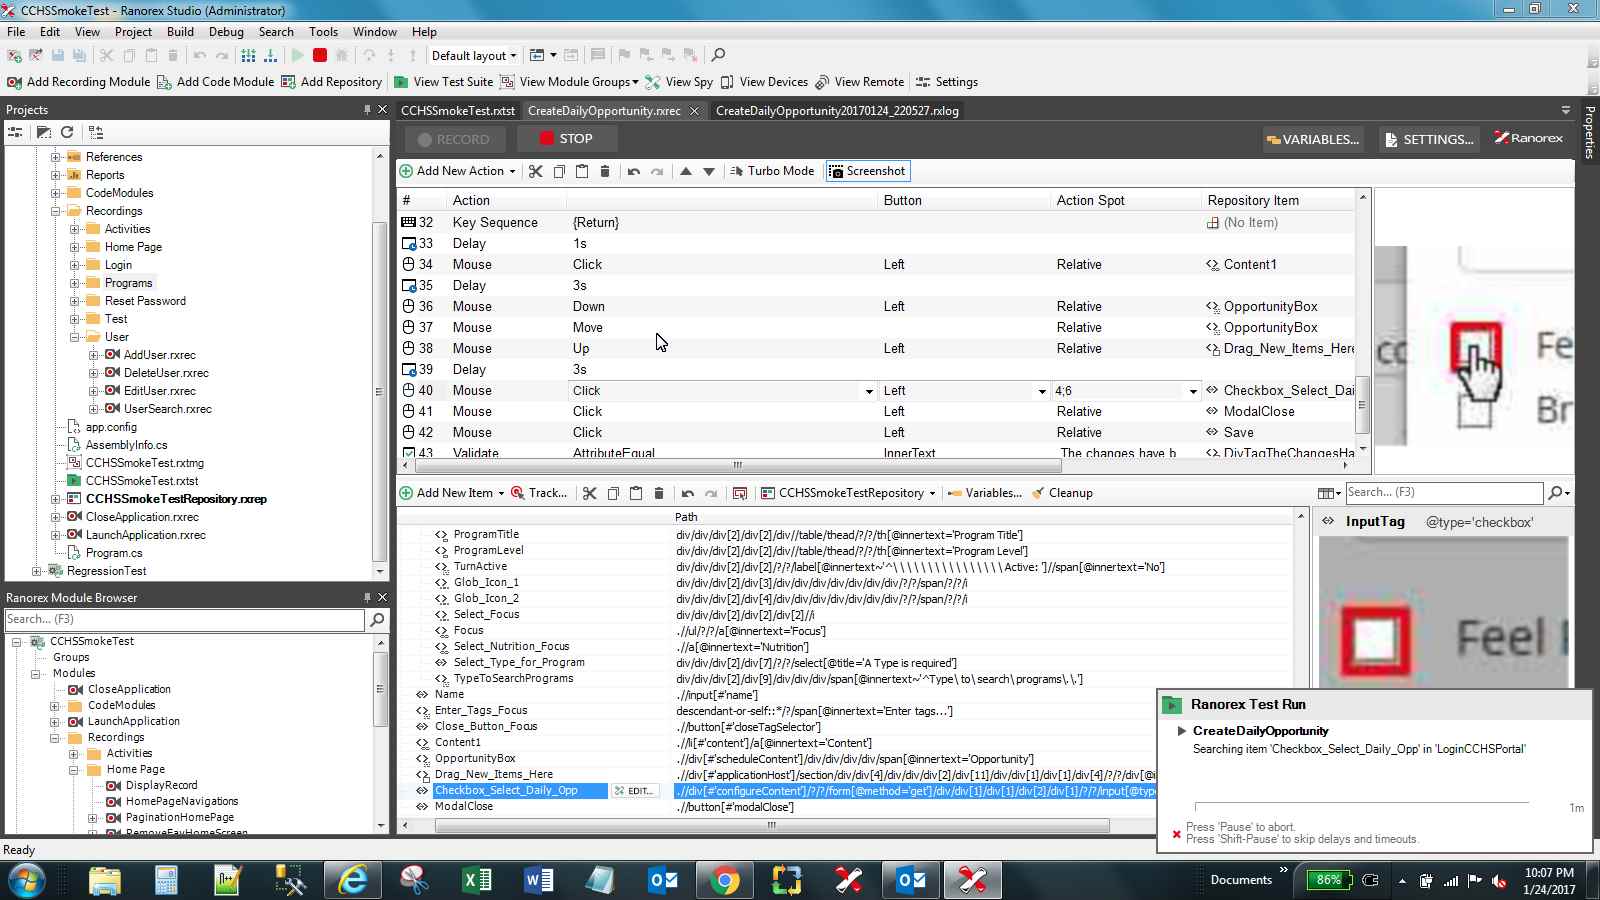 CCHSSmokeTest - Ranorex Studio (Administrator)
File Edit View Project Build Debug Search Tools Window Help
Default layout
Add Recording Module Add Code Module Add Repository View Test Suite View Module Groups View Spy View Devices View Remote Settings
Projects
References
Reports
CodeModules
Recordings
Activities
Home Page
Login
Programs
Reset Password
Test
User
AddUser.rxrec
DeleteUser.rxrec
EditUser.rxrec
UserSearch.rxrec
app.config
AssemblyInfo.cs
CCHSSmokeTest.rxtmg
CCHSSmokeTest.rxtst
CCHSSmokeTestRepository.rxrep
CloseApplication.rxrec
LaunchApplication.rxrec
Program.cs
RegressionTest
Ranorex Module Browser
Search... (F3)
CCHSSmokeTest
Groups
Modules
CloseApplication
CodeModules
LaunchApplication
Recordings
Activities
Home Page
DisplayRecord
HomePageNavigations
PaginationHomePage
RemoveFavHomeScreen
CCHSSmokeTest.rxtst CreateDailyOpportunity.rxrec CreateDailyOpportunity20170124_220527.rxlog
Properties
RECORD STOP VARIABLES... SETTINGS... Ranorex
Add New Action Turbo Mode Screenshot
# Action Button Action Spot Repository Item
32 Key Sequence {Return} (No Item)
33 Delay 1s
34 Mouse Click Left Relative Content1
35 Delay 3s
36 Mouse Down Left Relative OpportunityBox
37 Mouse Move Relative OpportunityBox
38 Mouse Up Left Relative Drag_New_Items_Here
39 Delay 3s
40 Mouse Click Left 4;6 Checkbox_Select_Dai
41 Mouse Click Left Relative ModalClose
42 Mouse Click Left Relative Save
43 Validate AttributeEqual InnerText The changes have b DivTagTheChangesHa
Fe
Br
Add New Item Track... CCHSSmokeTestRepository Variables... Cleanup Search... (F3)
Path
ProgramTitle div/div/div[2]/div[2]/div//table/thead/?/?/th[@innertext='Program Title']
ProgramLevel div/div/div[2]/div[2]/div//table/thead/?/?/th[@innertext='Program Level']
TurnActive div/div/div[2]/div[2]/?/?/label[@innertext~'^\ \ \ \ \ \ \ \ \ \ \ \ \ \ \ \ Active: ']//span[@innertext='No']
Glob_Icon_1 div/div/div[2]/div[3]/div/div/div/div/div/div/div/?/?/span/?/?/i
Glob_Icon_2 div/div/div[2]/div[4]/div/div/div/div/div/div/div/?/?/span/?/?/i
Select_Focus div/div/div[2]/div[2]/div[2]//i
Focus .//ul/?/?/a[@innertext='Focus']
Select_Nutrition_Focus .//a[@innertext='Nutrition']
Select_Type_for_Program div/div/div[2]/div[7]/?/?/select[@title='A Type is required']
TypeToSearchPrograms div/div/div[2]/div[9]/div/div/div/div/span[@innertext~'^Type\ to\ search\ programs\.\.']
Name .//input[#'name']
Enter_Tags_Focus descendant-or-self::*/?/span[@innertext='Enter tags...']
Close_Button_Focus .//button[#'closeTagSelector']
Content1 .//li[#'content']/a[@innertext='Content']
OpportunityBox .//div[#'scheduleContent']/div/div/div/div/span[@innertext='Opportunity']
Drag_New_Items_Here .//div[#'applicationHost']/section/div/div[4]/div/div/div[2]/div[11]/div/div[1]/div[1]/div[4]/?/?/div[@i
Checkbox_Select_Daily_Opp EDIT... .//div[#'configureContent']/?/?/form[@method='get']/div/div[1]/div[1]/div[2]/div[1]/?/?/input[@type
ModalClose .//button[#'modalClose']
InputTag @type='checkbox'
Feel
Ranorex Test Run
CreateDailyOpportunity
Searching item 'Checkbox_Select_Daily_Opp' in 'LoginCCHSPortal'
1m
Press 'Pause' to abort.
Press 'Shift-Pause' to skip delays and timeouts.
Ready
Documents » 86% 10:07 PM
1/24/2017